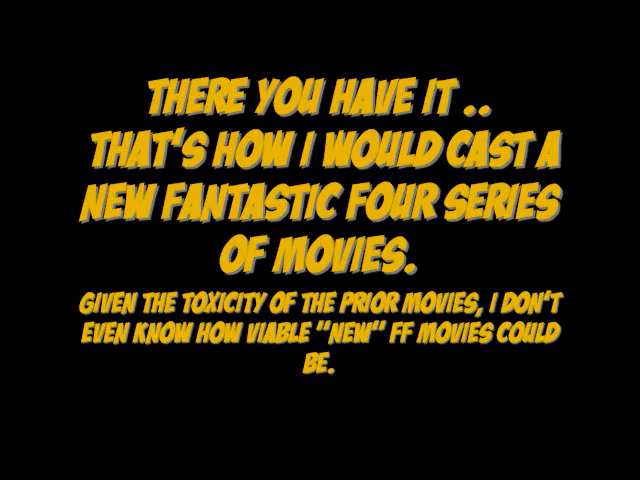 THERE YOU HAVE IT ..
THAT'S HOW I WOULD CAST A
NEW FANTASTIC FOUR SERIES
OF MOVIES.
GIVEN THE TOXICITY OF THE PRIOR MOVIES, I DON'T
EVEN KNOW HOW VIABLE "NEW" FF MOVIES COULD
BE.